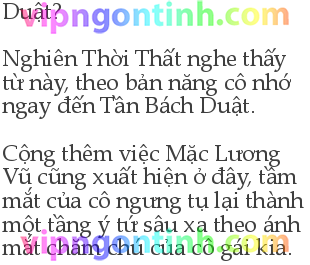 vipngontinh.com
Duật?
Nghiên Thời Thất nghe thấy
từ này, theo bản năng cô nhớ
ngay đến Tần Bách Duật.
Cộng thêm việc Mặc Lương
Vũ cũng xuất hiện ở đây, tầm
mắt của cô ngưng tụ lại thành
một tầng ý tứ sâu xa theo ánh
mắt chăm chú của cô gái kia.
vipngontinh.com